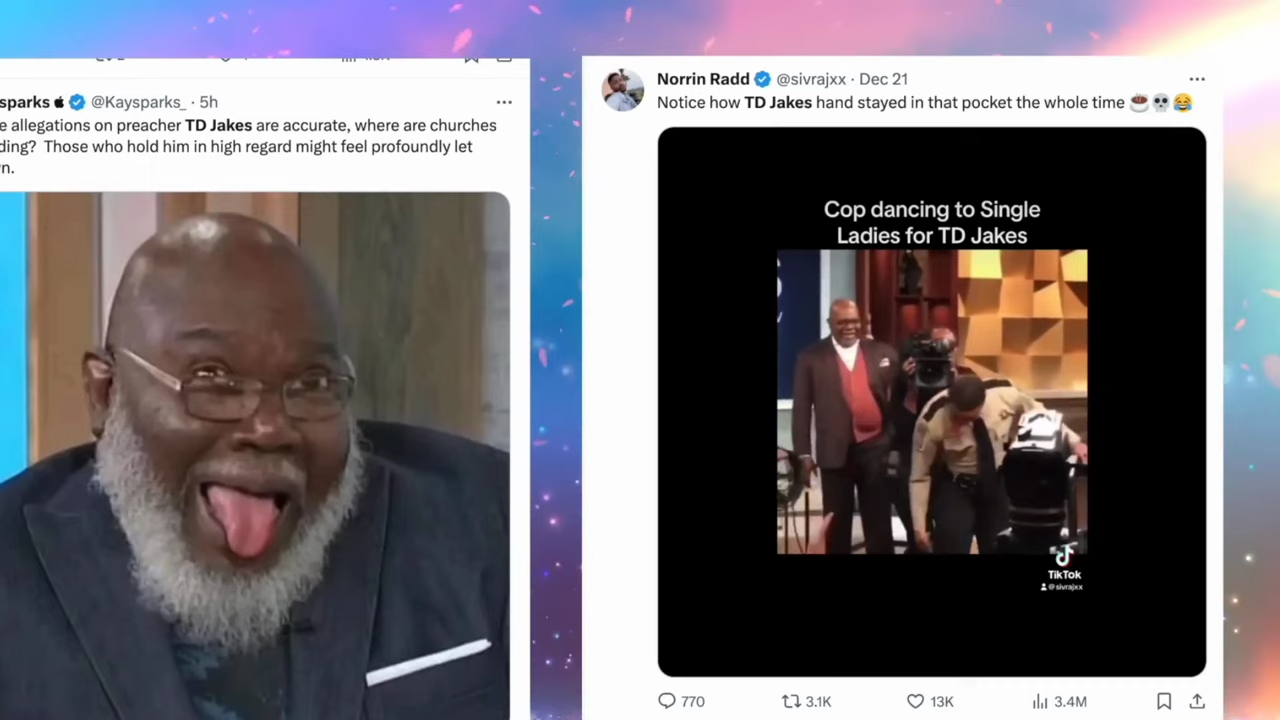 sparks @Kaysparks_ · 5h
e allegations on preacher TD Jakes are accurate, where are churches
ding? Those who hold him in high regard might feel profoundly let
n.
Norrin Radd @sivrajxx · Dec 21
Notice how TD Jakes hand stayed in that pocket the whole time ☕💀😂
Cop dancing to Single
Ladies for TD Jakes
TikTok
@sivrajxx
770 3.1K 13K 3.4M